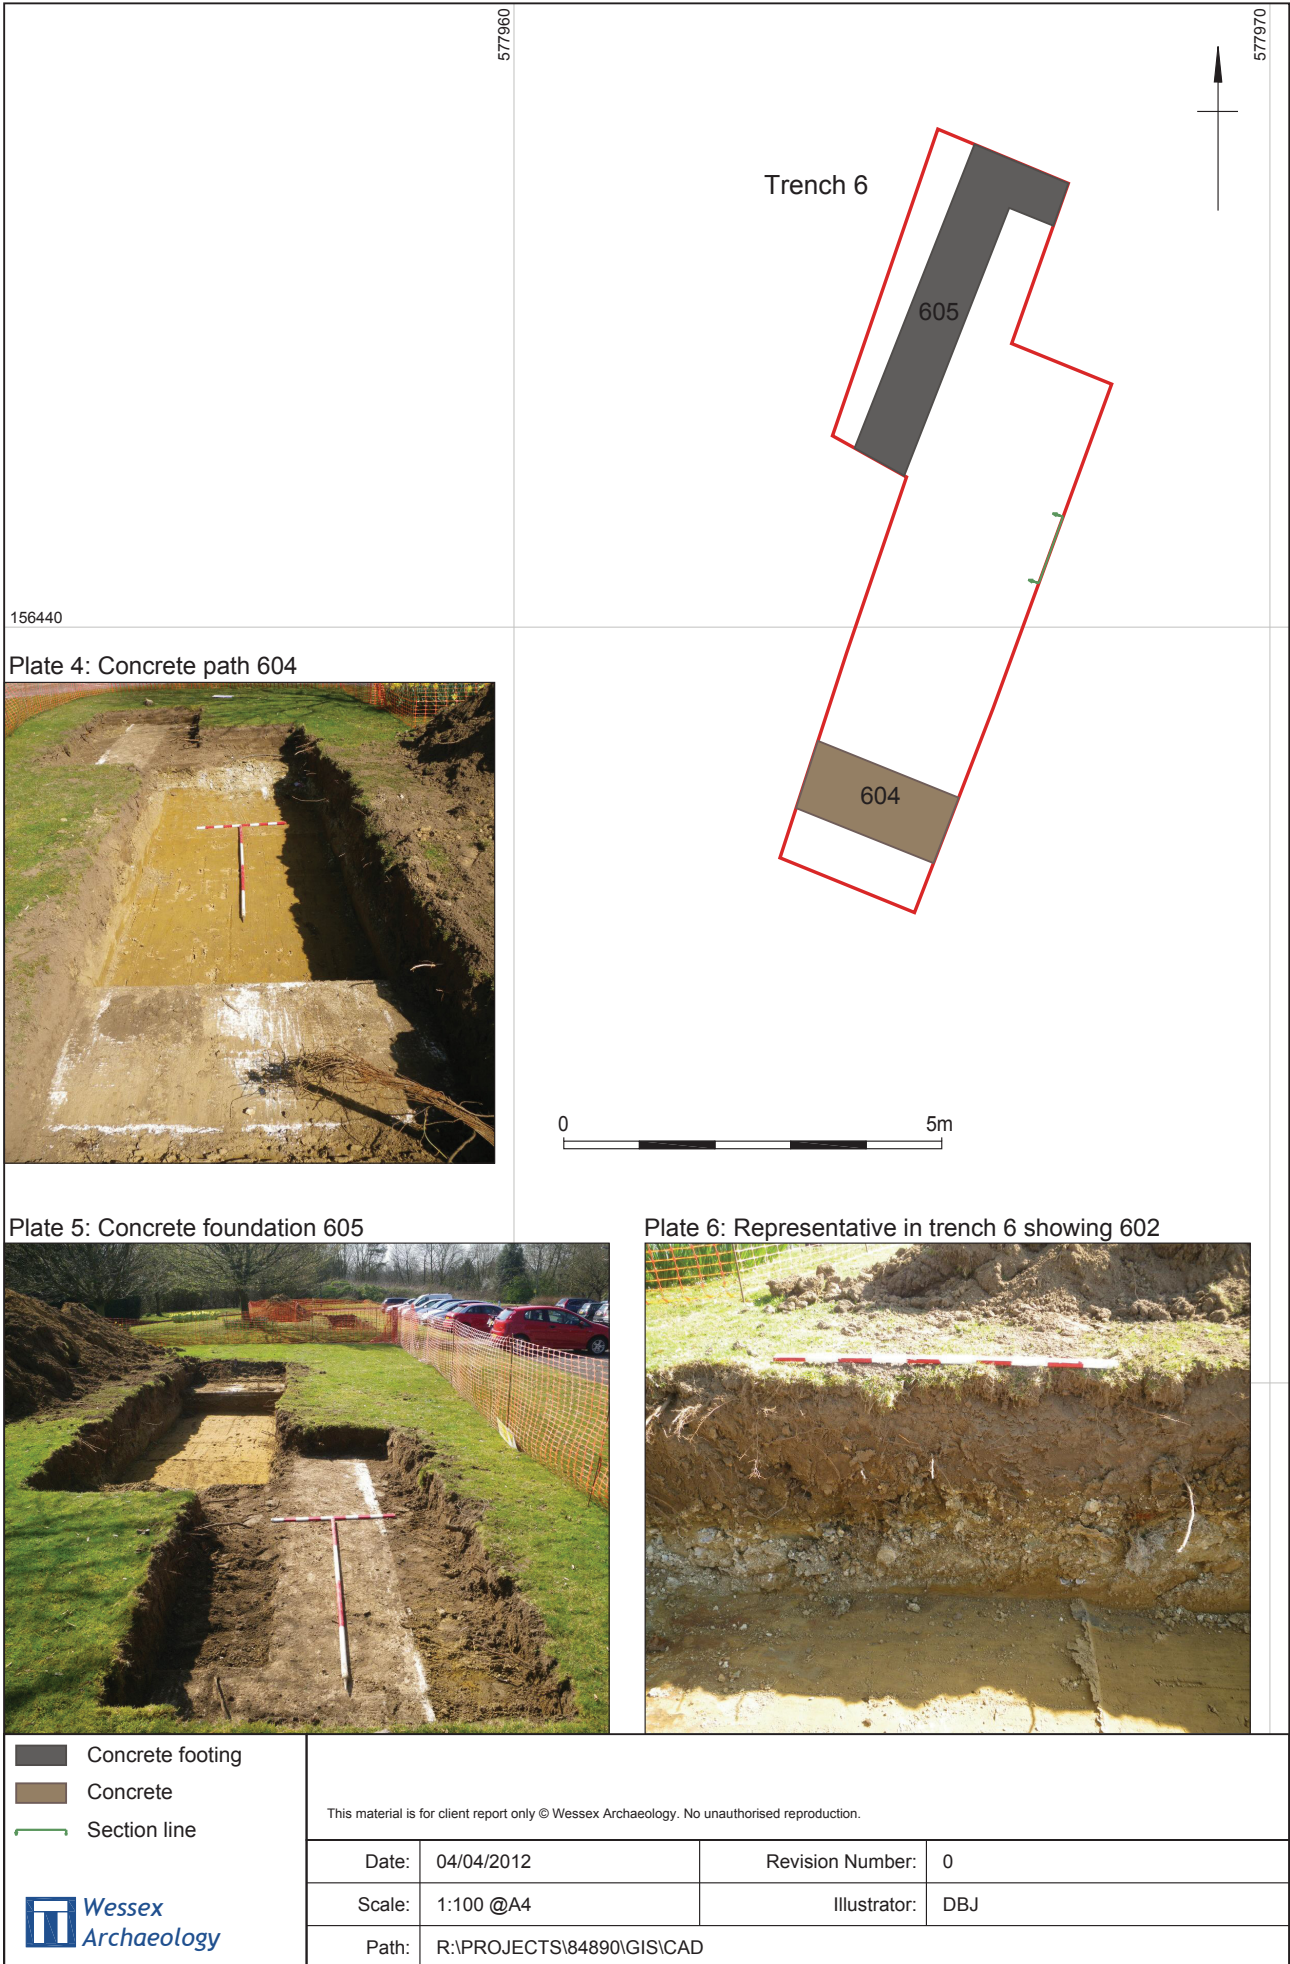 577960
577970
Trench 6
605
156440
Plate 4: Concrete path 604
604
0 5m
Plate 5: Concrete foundation 605
Plate 6: Representative in trench 6 showing 602
Concrete footing
Concrete
Section line
Wessex
Archaeology
This material is for client report only © Wessex Archaeology. No unauthorised reproduction.
Date: 04/04/2012 Revision Number: 0
Scale: 1:100 @A4 Illustrator: DBJ
Path: R:\PROJECTS\84890\GIS\CAD